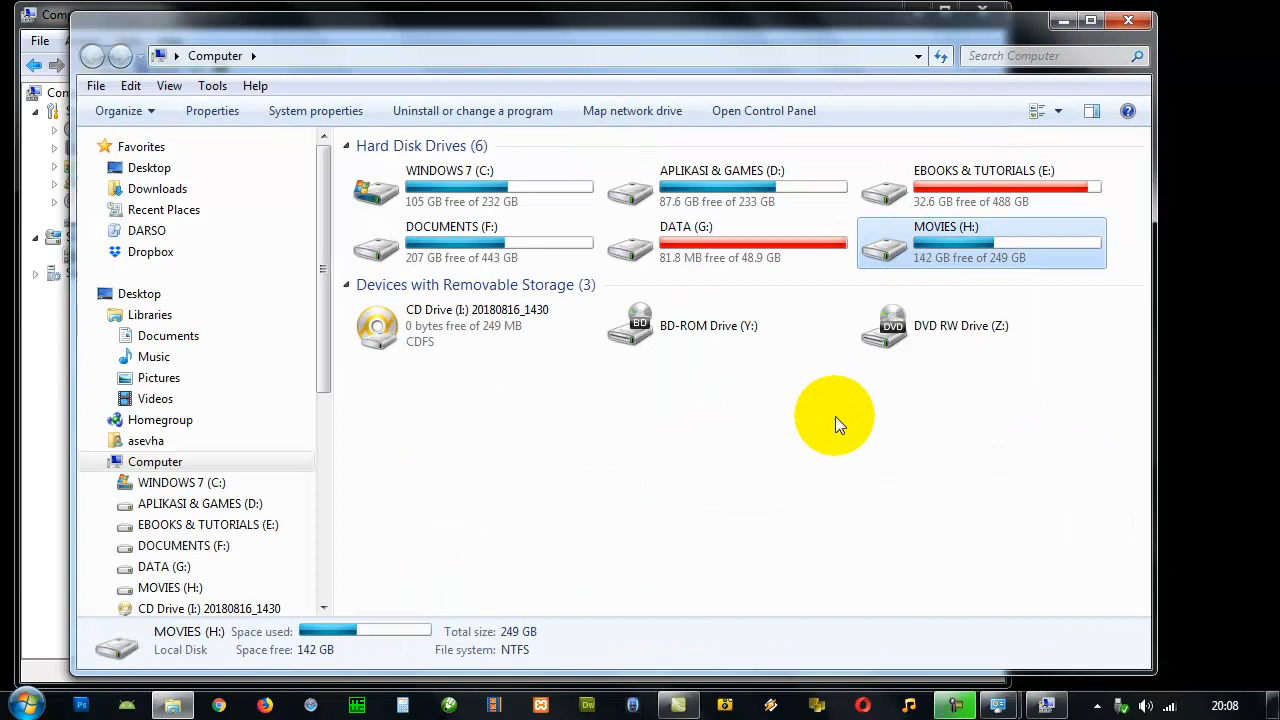 Com
File
A
Com
S
S
Computer
Search Computer
File Edit View Tools Help
Organize Properties System properties Uninstall or change a program Map network drive Open Control Panel
Favorites
Desktop
Downloads
Recent Places
DARSO
Dropbox
Desktop
Libraries
Documents
Music
Pictures
Videos
Homegroup
asevha
Computer
WINDOWS 7 (C:)
APLIKASI & GAMES (D:)
EBOOKS & TUTORIALS (E:)
DOCUMENTS (F:)
DATA (G:)
MOVIES (H:)
CD Drive (I:) 20180816_1430
Hard Disk Drives (6)
WINDOWS 7 (C:)
105 GB free of 232 GB
APLIKASI & GAMES (D:)
87.6 GB free of 233 GB
EBOOKS & TUTORIALS (E:)
32.6 GB free of 488 GB
DOCUMENTS (F:)
207 GB free of 443 GB
DATA (G:)
81.8 MB free of 48.9 GB
MOVIES (H:)
142 GB free of 249 GB
Devices with Removable Storage (3)
CD Drive (I:) 20180816_1430
0 bytes free of 249 MB
CDFS
BD
BD-ROM Drive (Y:)
DVD
DVD RW Drive (Z:)
MOVIES (H:) Space used: Total size: 249 GB
Local Disk Space free: 142 GB File system: NTFS
Ps
Dw
20:08